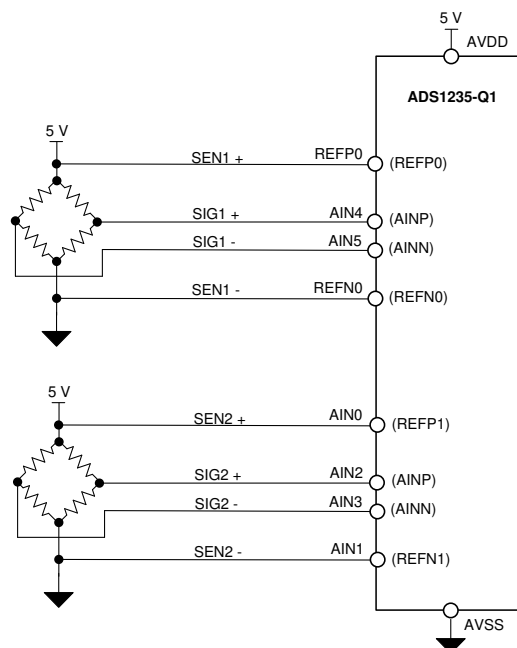 5 V
AVDD
ADS1235-Q1
5 V
SEN1 +
REFP0
(REFP0)
SIG1 +
AIN4
(AINP)
SIG1 -
AIN5
(AINN)
SEN1 -
REFN0
(REFN0)
5 V
SEN2 +
AIN0
(REFP1)
SIG2 +
AIN2
(AINP)
SIG2 -
AIN3
(AINN)
SEN2 -
AIN1
(REFN1)
AVSS